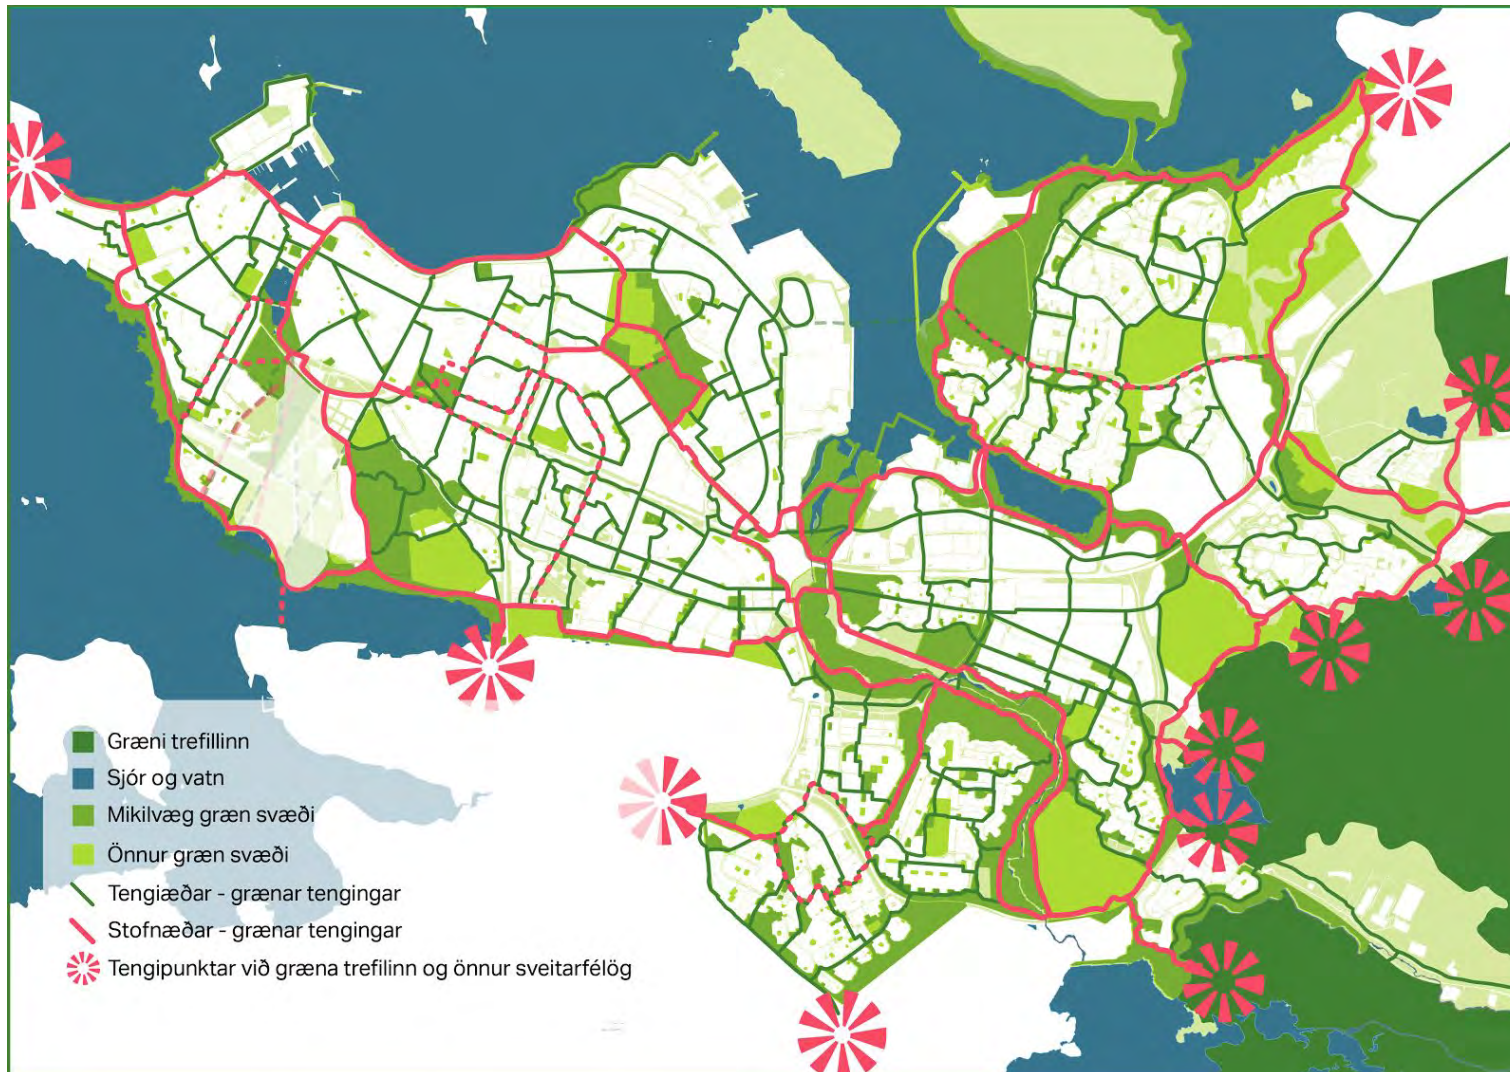 Græni trefillinn
Sjór og vatn
Mikilvæg græn svæði
Önnur græn svæði
Tengiæðar - grænar tengingar
Stofnæðar - grænar tengingar
Tengipunktar við græna trefilinn og önnur sveitarfélög